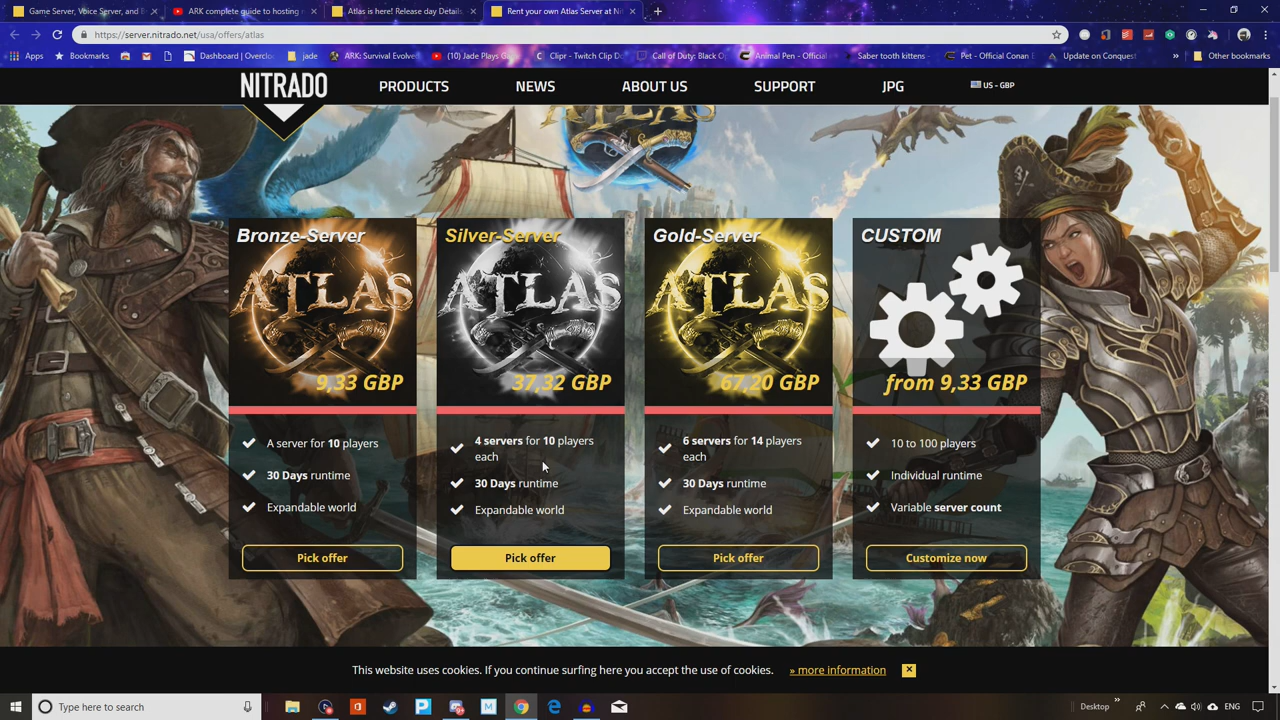 Game Server, Voice Server, and B
ARK complete guide to hosting
Atlas is here! Release day Details
Rent your own Atlas Server at Ni
https://server.nitrado.net/usa/offers/atlas
Apps
Bookmarks
Dashboard | Overclo
jade
ARK: Survival Evolve
(10) Jade Plays Ga
Clipr - Twitch Clip D
Call of Duty: Black O
Animal Pen - Official
Saber tooth kittens
Pet - Official Conan
Update on Conquest
Other bookmarks
NITRADO
PRODUCTS
NEWS
ABOUT US
SUPPORT
JPG
US - GBP
ATLAS
Bronze-Server
ATLAS
9,33 GBP
A server for 10 players
30 Days runtime
Expandable world
Pick offer
Silver-Server
ATLAS
37,32 GBP
4 servers for 10 players
each
30 Days runtime
Expandable world
Pick offer
Gold-Server
ATLAS
67,20 GBP
6 servers for 14 players
each
30 Days runtime
Expandable world
Pick offer
CUSTOM
from 9,33 GBP
10 to 100 players
Individual runtime
Variable server count
Customize now
This website uses cookies. If you continue surfing here you accept the use of cookies.
» more information
Type here to search
Desktop
ENG